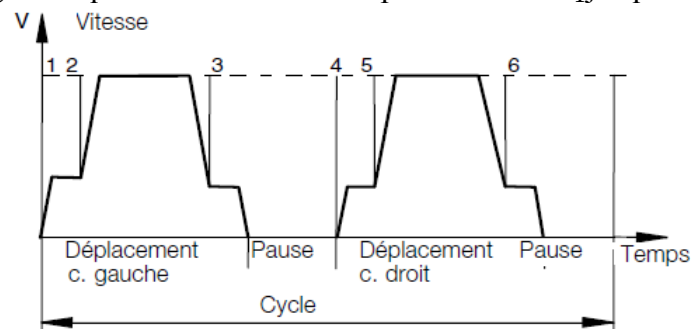 V Vitesse
1 2 3 4 5 6
Déplacement Pause Déplacement Pause Temps
c. gauche c. droit
Cycle